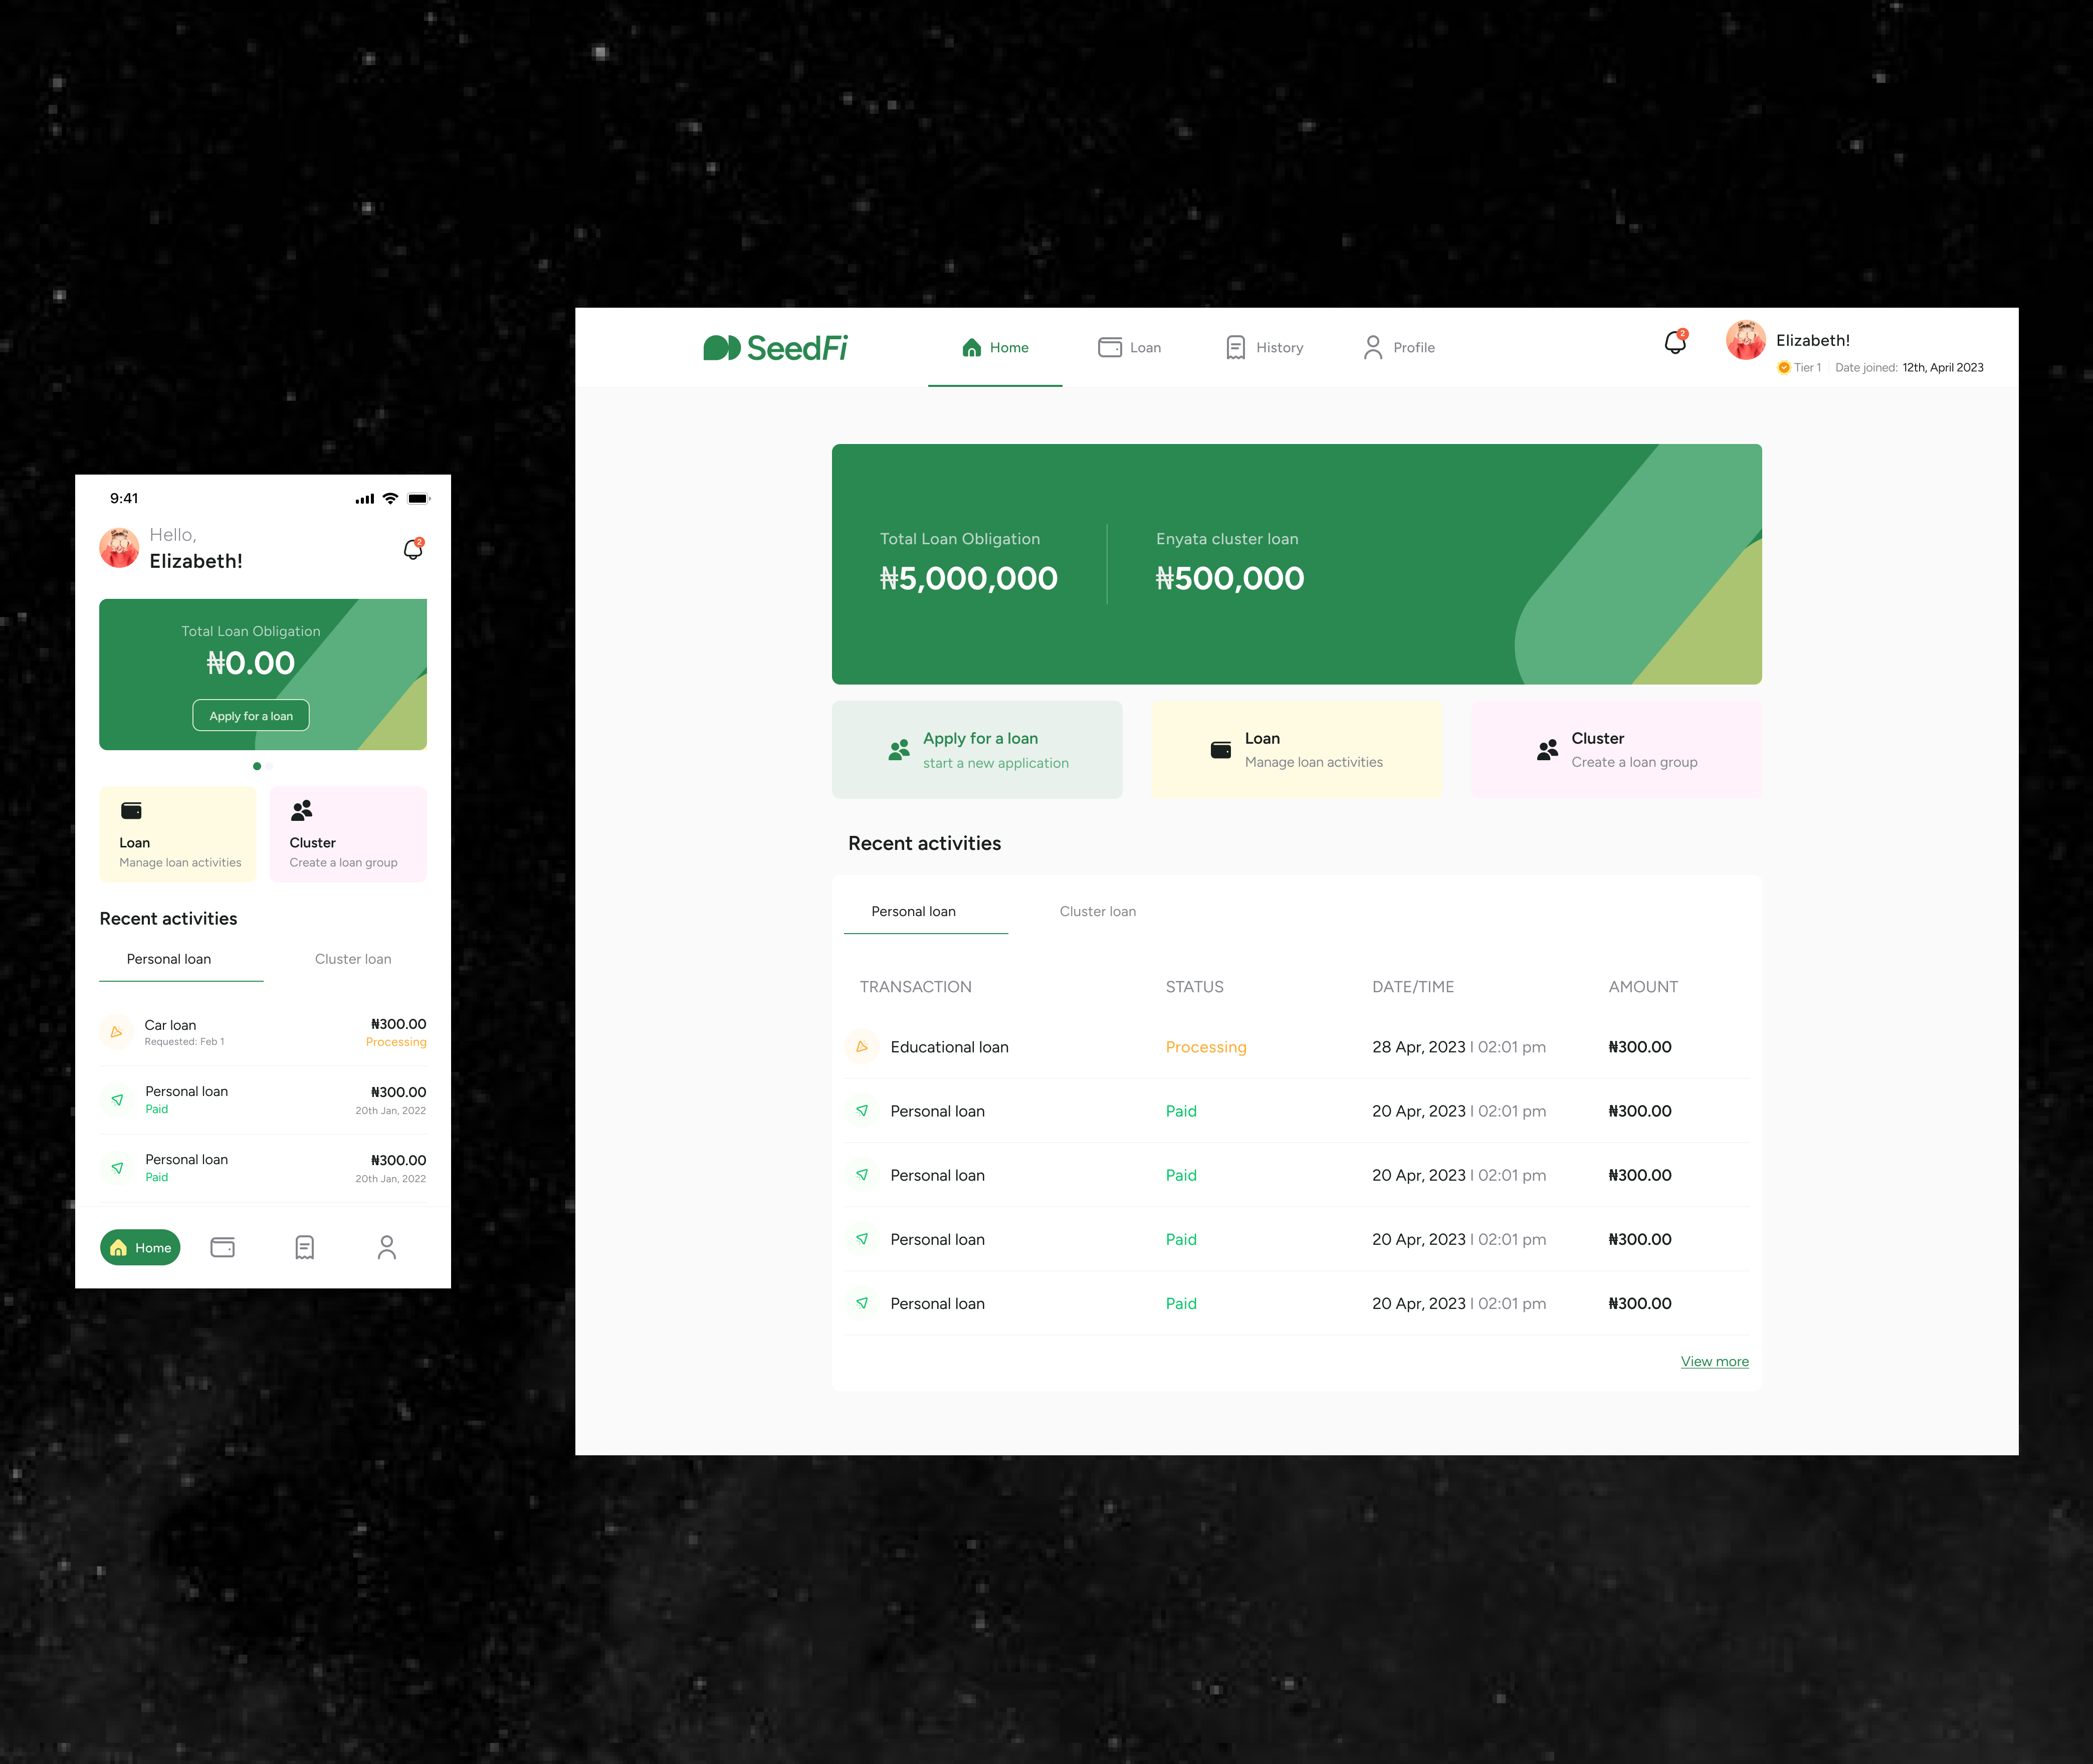 9:41
Hello,
Elizabeth!
2
Total Loan Obligation
₦0.00
Apply for a loan
Loan
Manage loan activities
Cluster
Create a loan group
Recent activities
Personal loan Cluster loan
Car loan ₦300.00
Requested: Feb 1 Processing
Personal loan ₦300.00
Paid 20th Jan, 2022
Personal loan ₦300.00
Paid 20th Jan, 2022
Home
SeedFi Home Loan History Profile 2 Elizabeth!
Tier 1 Date joined: 12th, April 2023
Total Loan Obligation Enyata cluster loan
₦5,000,000 ₦500,000
Apply for a loan
start a new application
Loan
Manage loan activities
Cluster
Create a loan group
Recent activities
Personal loan Cluster loan
TRANSACTION STATUS DATE/TIME AMOUNT
Educational loan Processing 28 Apr, 2023 | 02:01 pm ₦300.00
Personal loan Paid 20 Apr, 2023 | 02:01 pm ₦300.00
Personal loan Paid 20 Apr, 2023 | 02:01 pm ₦300.00
Personal loan Paid 20 Apr, 2023 | 02:01 pm ₦300.00
Personal loan Paid 20 Apr, 2023 | 02:01 pm ₦300.00
View more